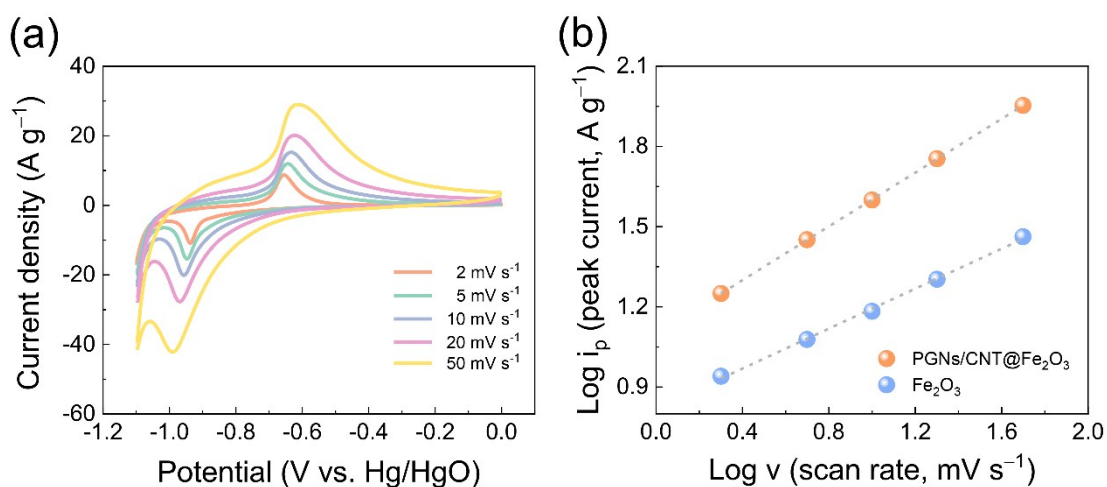 (a)
Current density (A g⁻¹)
40
20
0
-20
-40
-60
-1.2 -1.0 -0.8 -0.6 -0.4 -0.2 0.0
Potential (V vs. Hg/HgO)
2 mV s⁻¹
5 mV s⁻¹
10 mV s⁻¹
20 mV s⁻¹
50 mV s⁻¹
(b)
Log iₚ (peak current, A g⁻¹)
2.1
1.8
1.5
1.2
0.9
0.0 0.4 0.8 1.2 1.6 2.0
Log v (scan rate, mV s⁻¹)
PGNs/CNT@Fe₂O₃
Fe₂O₃